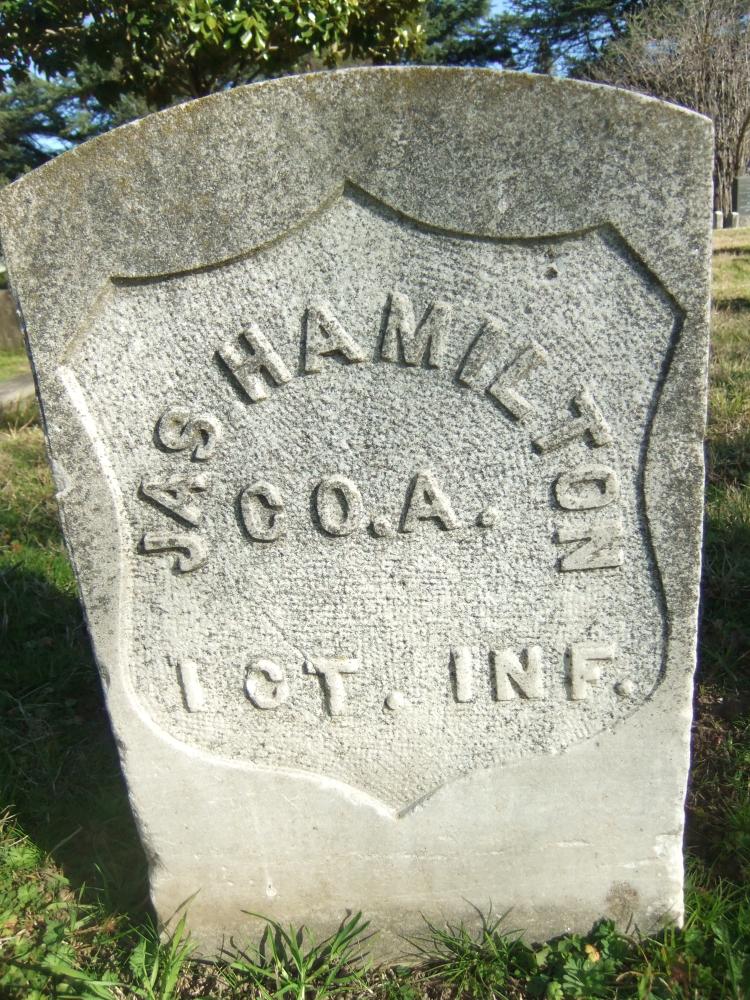 JAS HAMILTON
CO. A.
1 CT. INF.